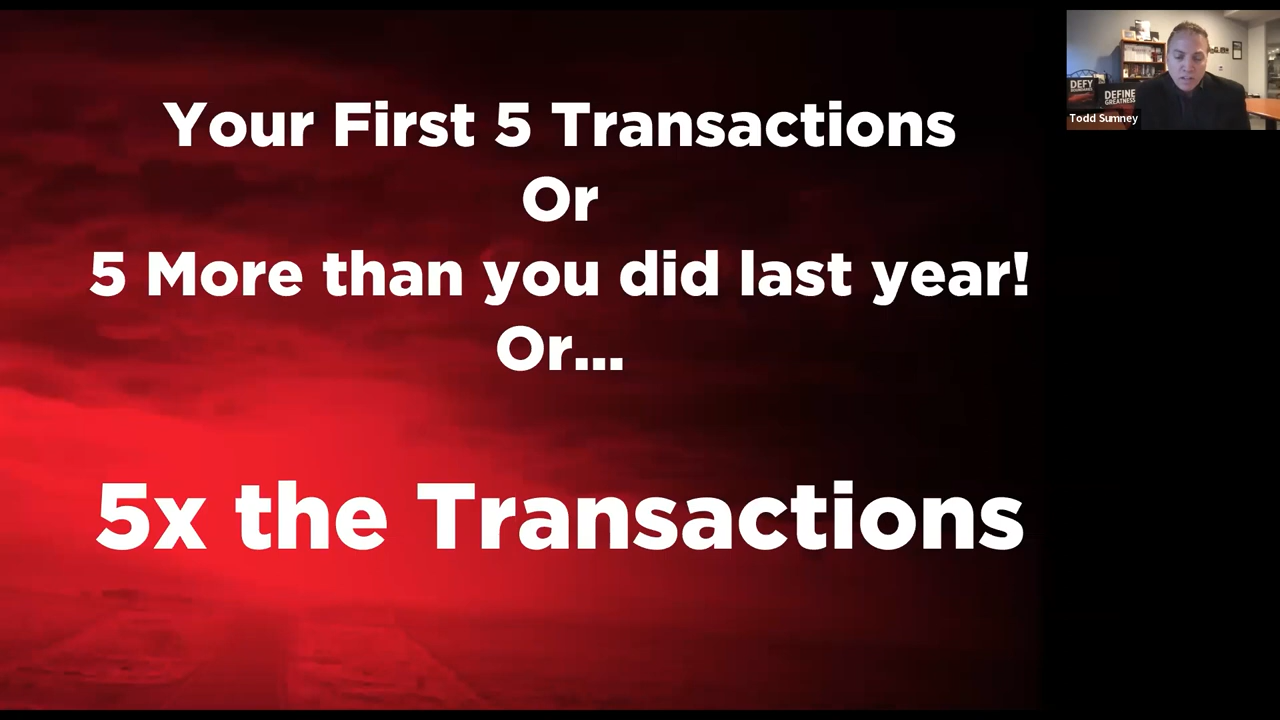 Your First 5 Transactions
Or
5 More than you did last year!
Or...
5x the Transactions
DEFY
DEFINE
GREATNESS
Todd Sumney